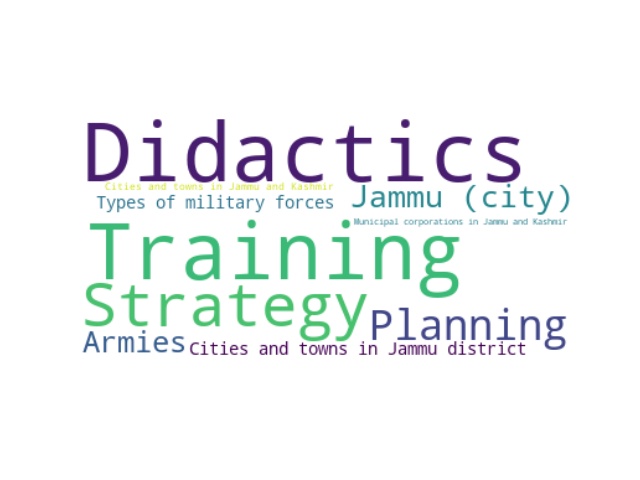 Didactics
Cities and towns in Jammu and Kashmir
Types of military forces
Jammu (city)
Municipal corporations in Jammu and Kashmir
Training
Strategy
Planning
Armies
Cities and towns in Jammu district